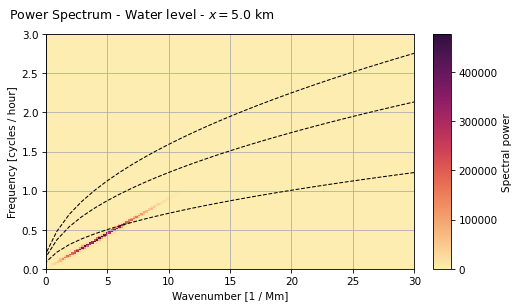 Power Spectrum - Water level - x = 5.0 km
3.0
2.5
2.0
1.5
1.0
0.5
0.0
Frequency [cycles / hour]
0 5 10 15 20 25 30
Wavenumber [1 / Mm]
400000
300000
200000
100000
0
Spectral power